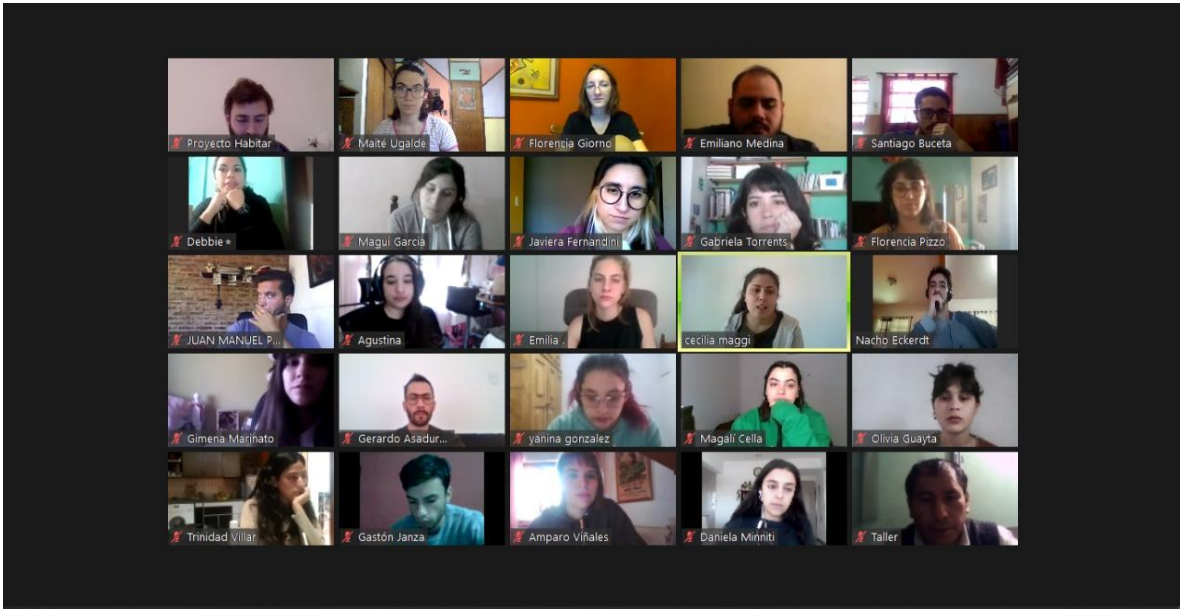 Proyecto Habitar
Maité Ugalde
Florencia Giorno
Emiliano Medina
Santiago Buceta
Debbie*
Magui Garcia
Javiera Fernandini
Gabriela Torrents
Florencia Pizzo
JUAN MANUEL P...
Agustina
Emilia .
cecilia maggi
Nacho Eckerdt
Gimena Marinato
Gerardo Asadur...
yanina gonzalez
Magalí Cella
Olivia Guayta
Trinidad Villar
Gastón Janza
Amparo Viñales
Daniela Minniti
Taller